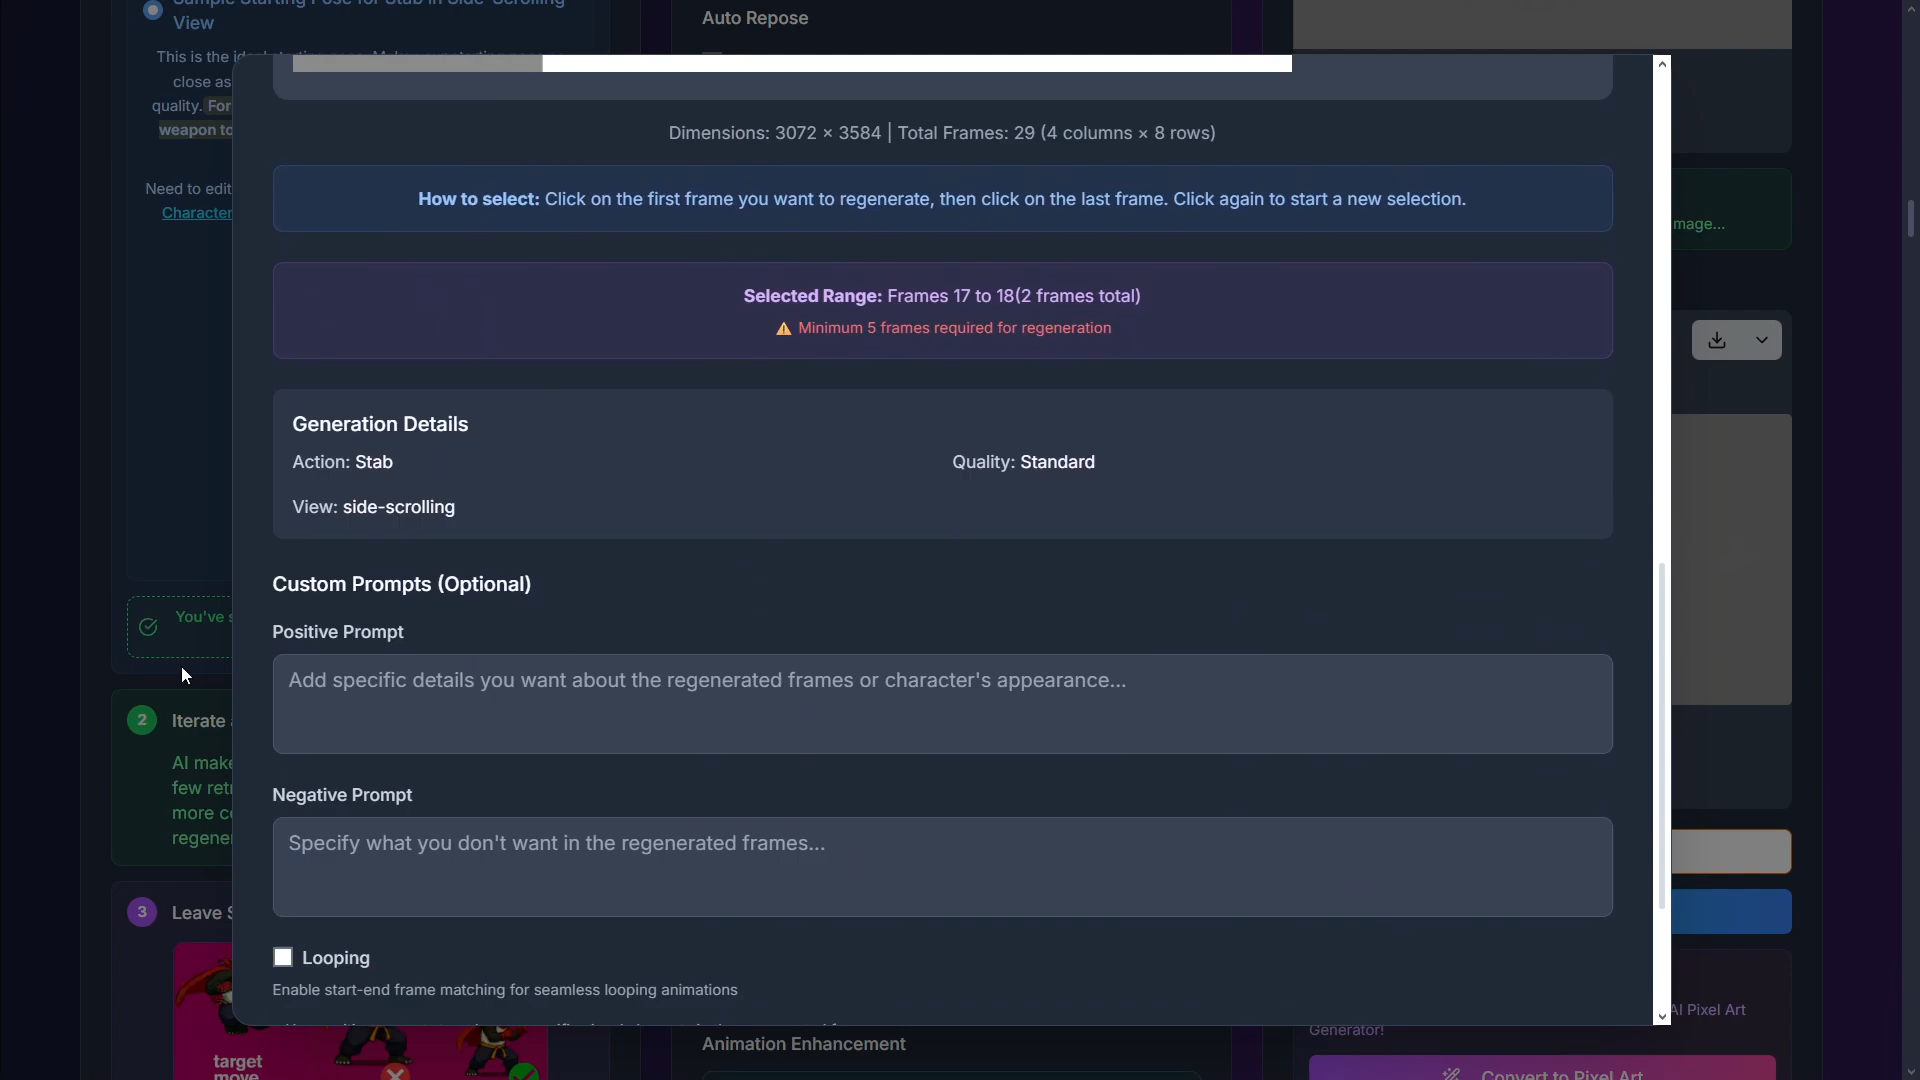 View
This is the
close as
quality. For
weapon to
Need to edit
Character
You've
2
Iterate
AI make
few retr
more co
regener
3
Leave S
target
move
Auto Repose
Dimensions: 3072 × 3584 | Total Frames: 29 (4 columns × 8 rows)
How to select: Click on the first frame you want to regenerate, then click on the last frame. Click again to start a new selection.
Selected Range: Frames 17 to 18(2 frames total)
Minimum 5 frames required for regeneration
Generation Details
Action: Stab
Quality: Standard
View: side-scrolling
Custom Prompts (Optional)
Positive Prompt
Add specific details you want about the regenerated frames or character's appearance...
Negative Prompt
Specify what you don't want in the regenerated frames...
Looping
Enable start-end frame matching for seamless looping animations
Animation Enhancement
mage...
AI Pixel Art
Generator!
Convert to Pixel Art